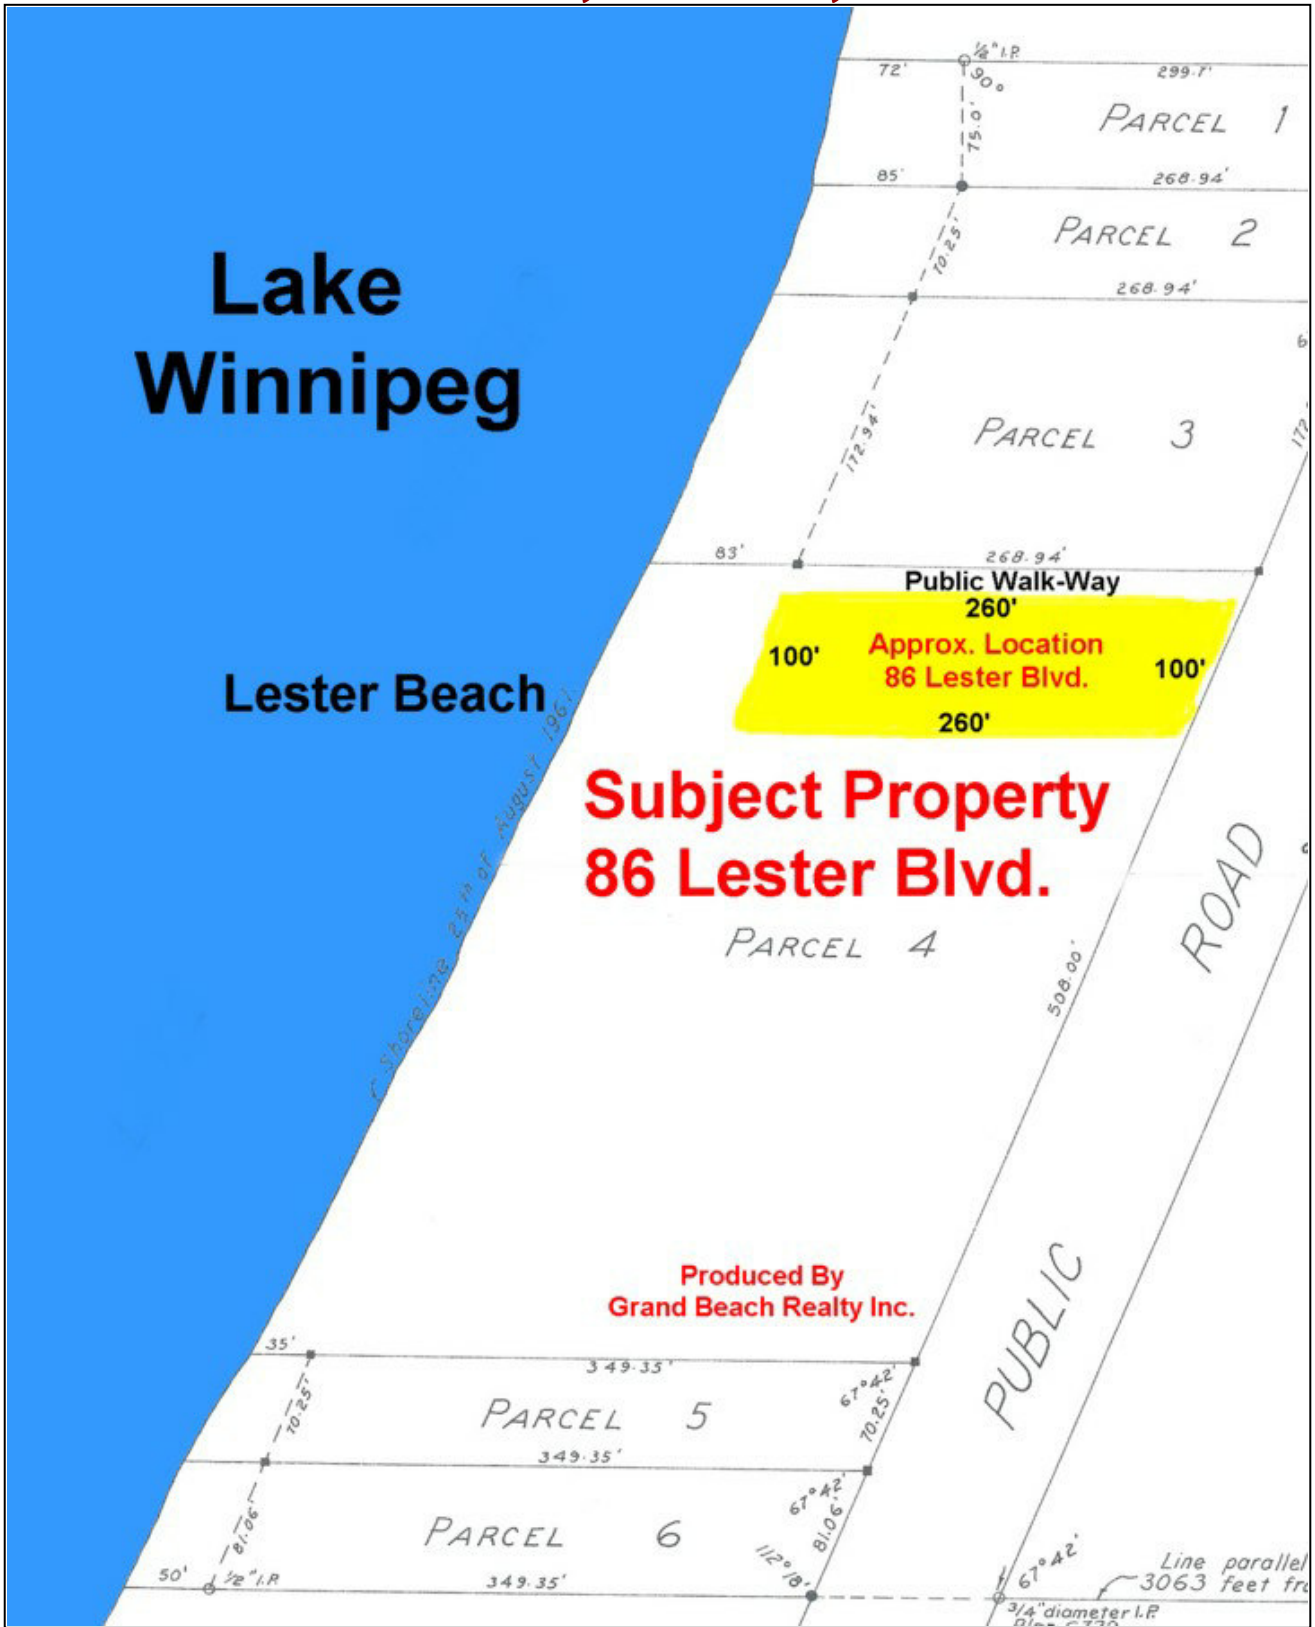 ½" I.P.
72'
90°
299.7'
75.0'
PARCEL 1
85'
268.94'
70.25'
PARCEL 2
268.94'
Lake
Winnipeg
172.94'
PARCEL 3
83'
268.94'
Public Walk-Way
260'
100'
Approx. Location
86 Lester Blvd.
100'
260'
Lester Beach
Shoreline 25th of August 1961
Subject Property
86 Lester Blvd.
PARCEL 4
508.00'
PUBLIC ROAD
Produced By
Grand Beach Realty Inc.
35'
349.35'
67°42'
70.25'
PARCEL 5
70.25'
349.35'
67°42'
81.06'
PARCEL 6
81.06'
112°18'
50'
½" I.P.
349.35'
67°42'
Line parallel
3063 feet
3/4" diameter I.P.